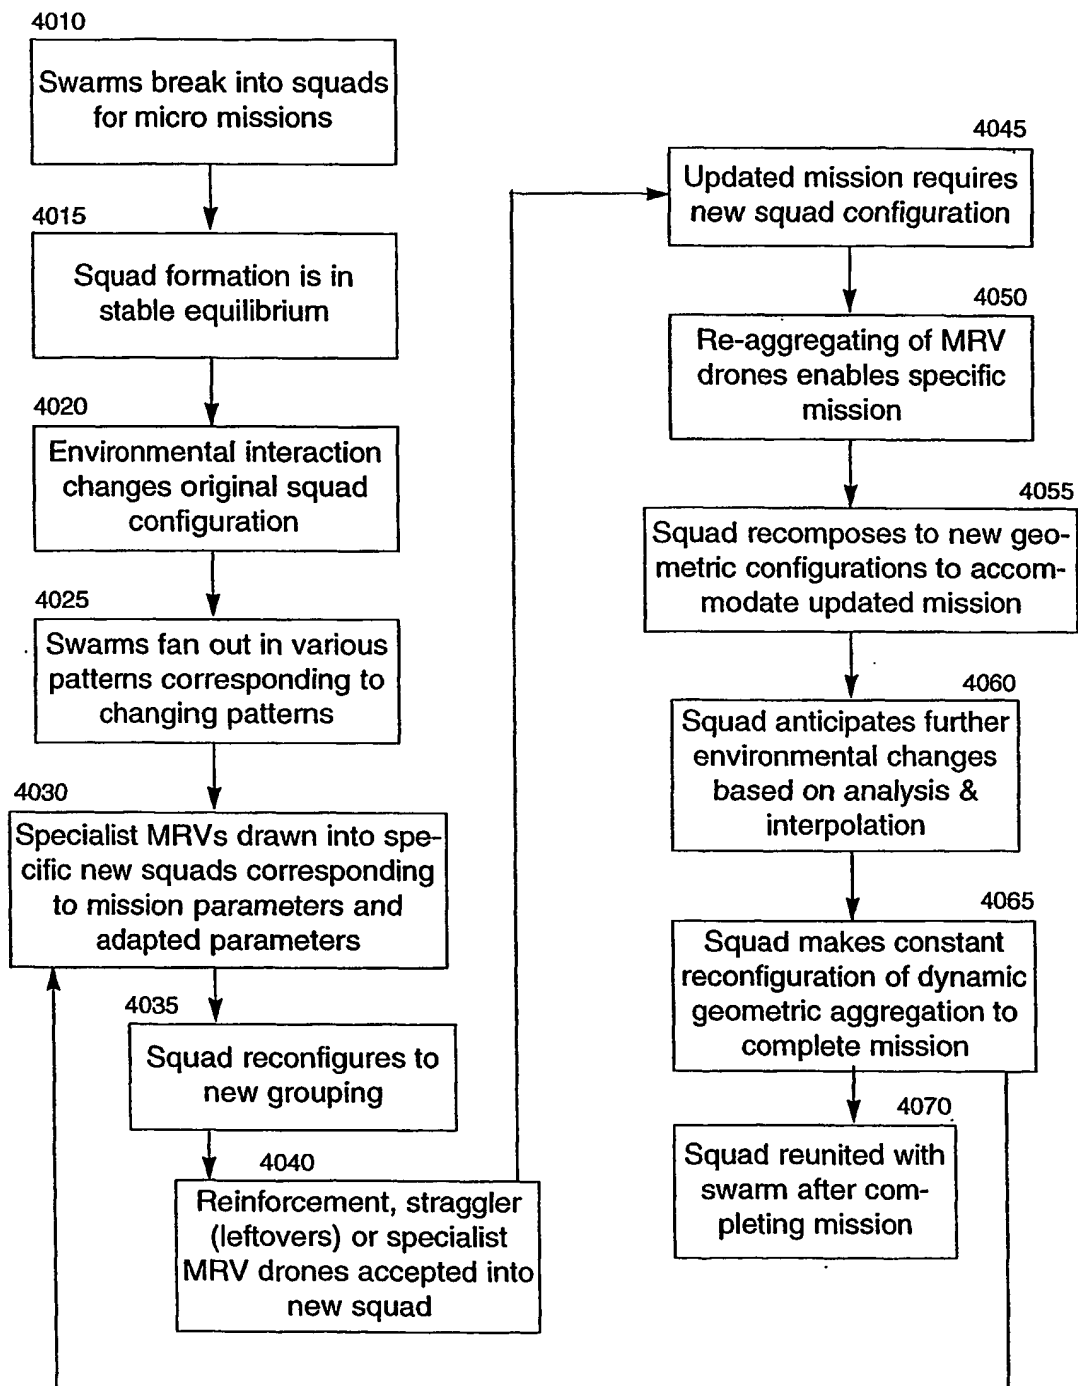 4010
Swarms break into squads
for micro missions
4015
Squad formation is in
stable equilibrium
4020
Environmental interaction
changes original squad
configuration
4025
Swarms fan out in various
patterns corresponding to
changing patterns
4030
Specialist MRVs drawn into spe-
cific new squads corresponding
to mission parameters and
adapted parameters
4035
Squad reconfigures to
new grouping
4040
Reinforcement, straggler
(leftovers) or specialist
MRV drones accepted into
new squad
4045
Updated mission requires
new squad configuration
4050
Re-aggregating of MRV
drones enables specific
mission
4055
Squad recomposes to new geo-
metric configurations to accom-
modate updated mission
4060
Squad anticipates further
environmental changes
based on analysis &
interpolation
4065
Squad makes constant
reconfiguration of dynamic
geometric aggregation to
complete mission
4070
Squad reunited with
swarm after com-
pleting mission